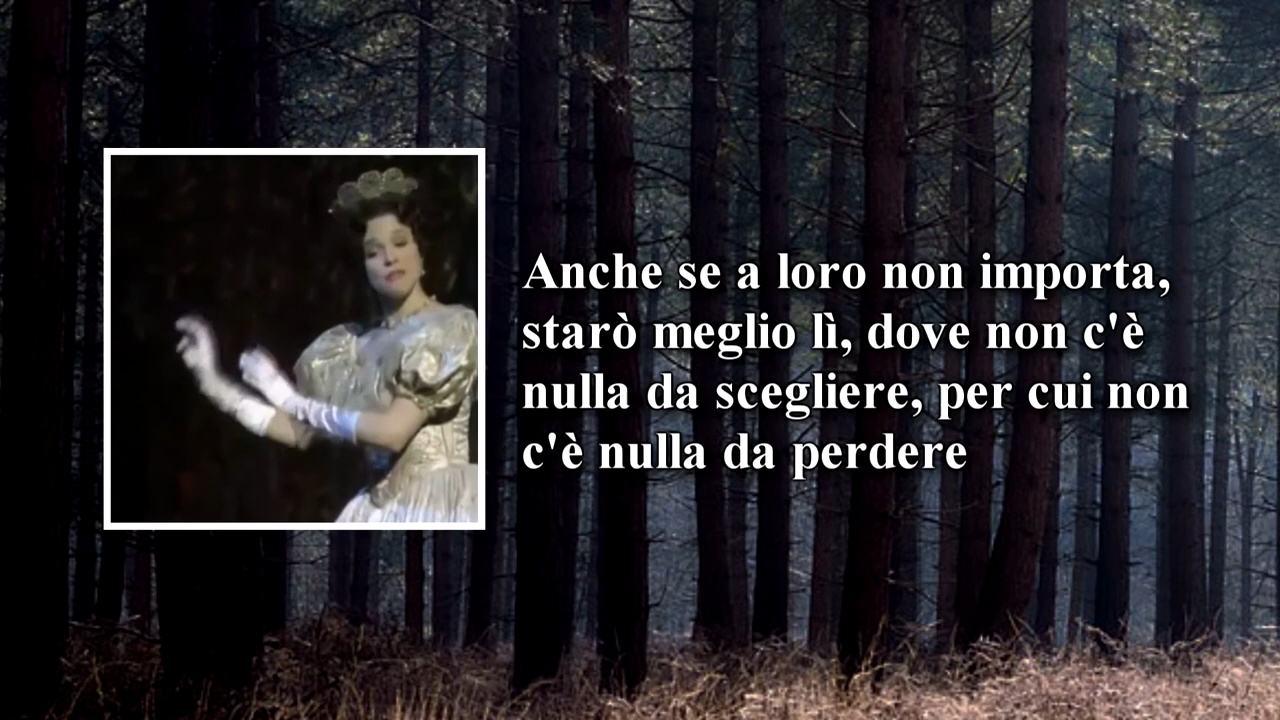 Anche se a loro non importa,
starò meglio lì, dove non c'è
nulla da scegliere, per cui non
c'è nulla da perdere